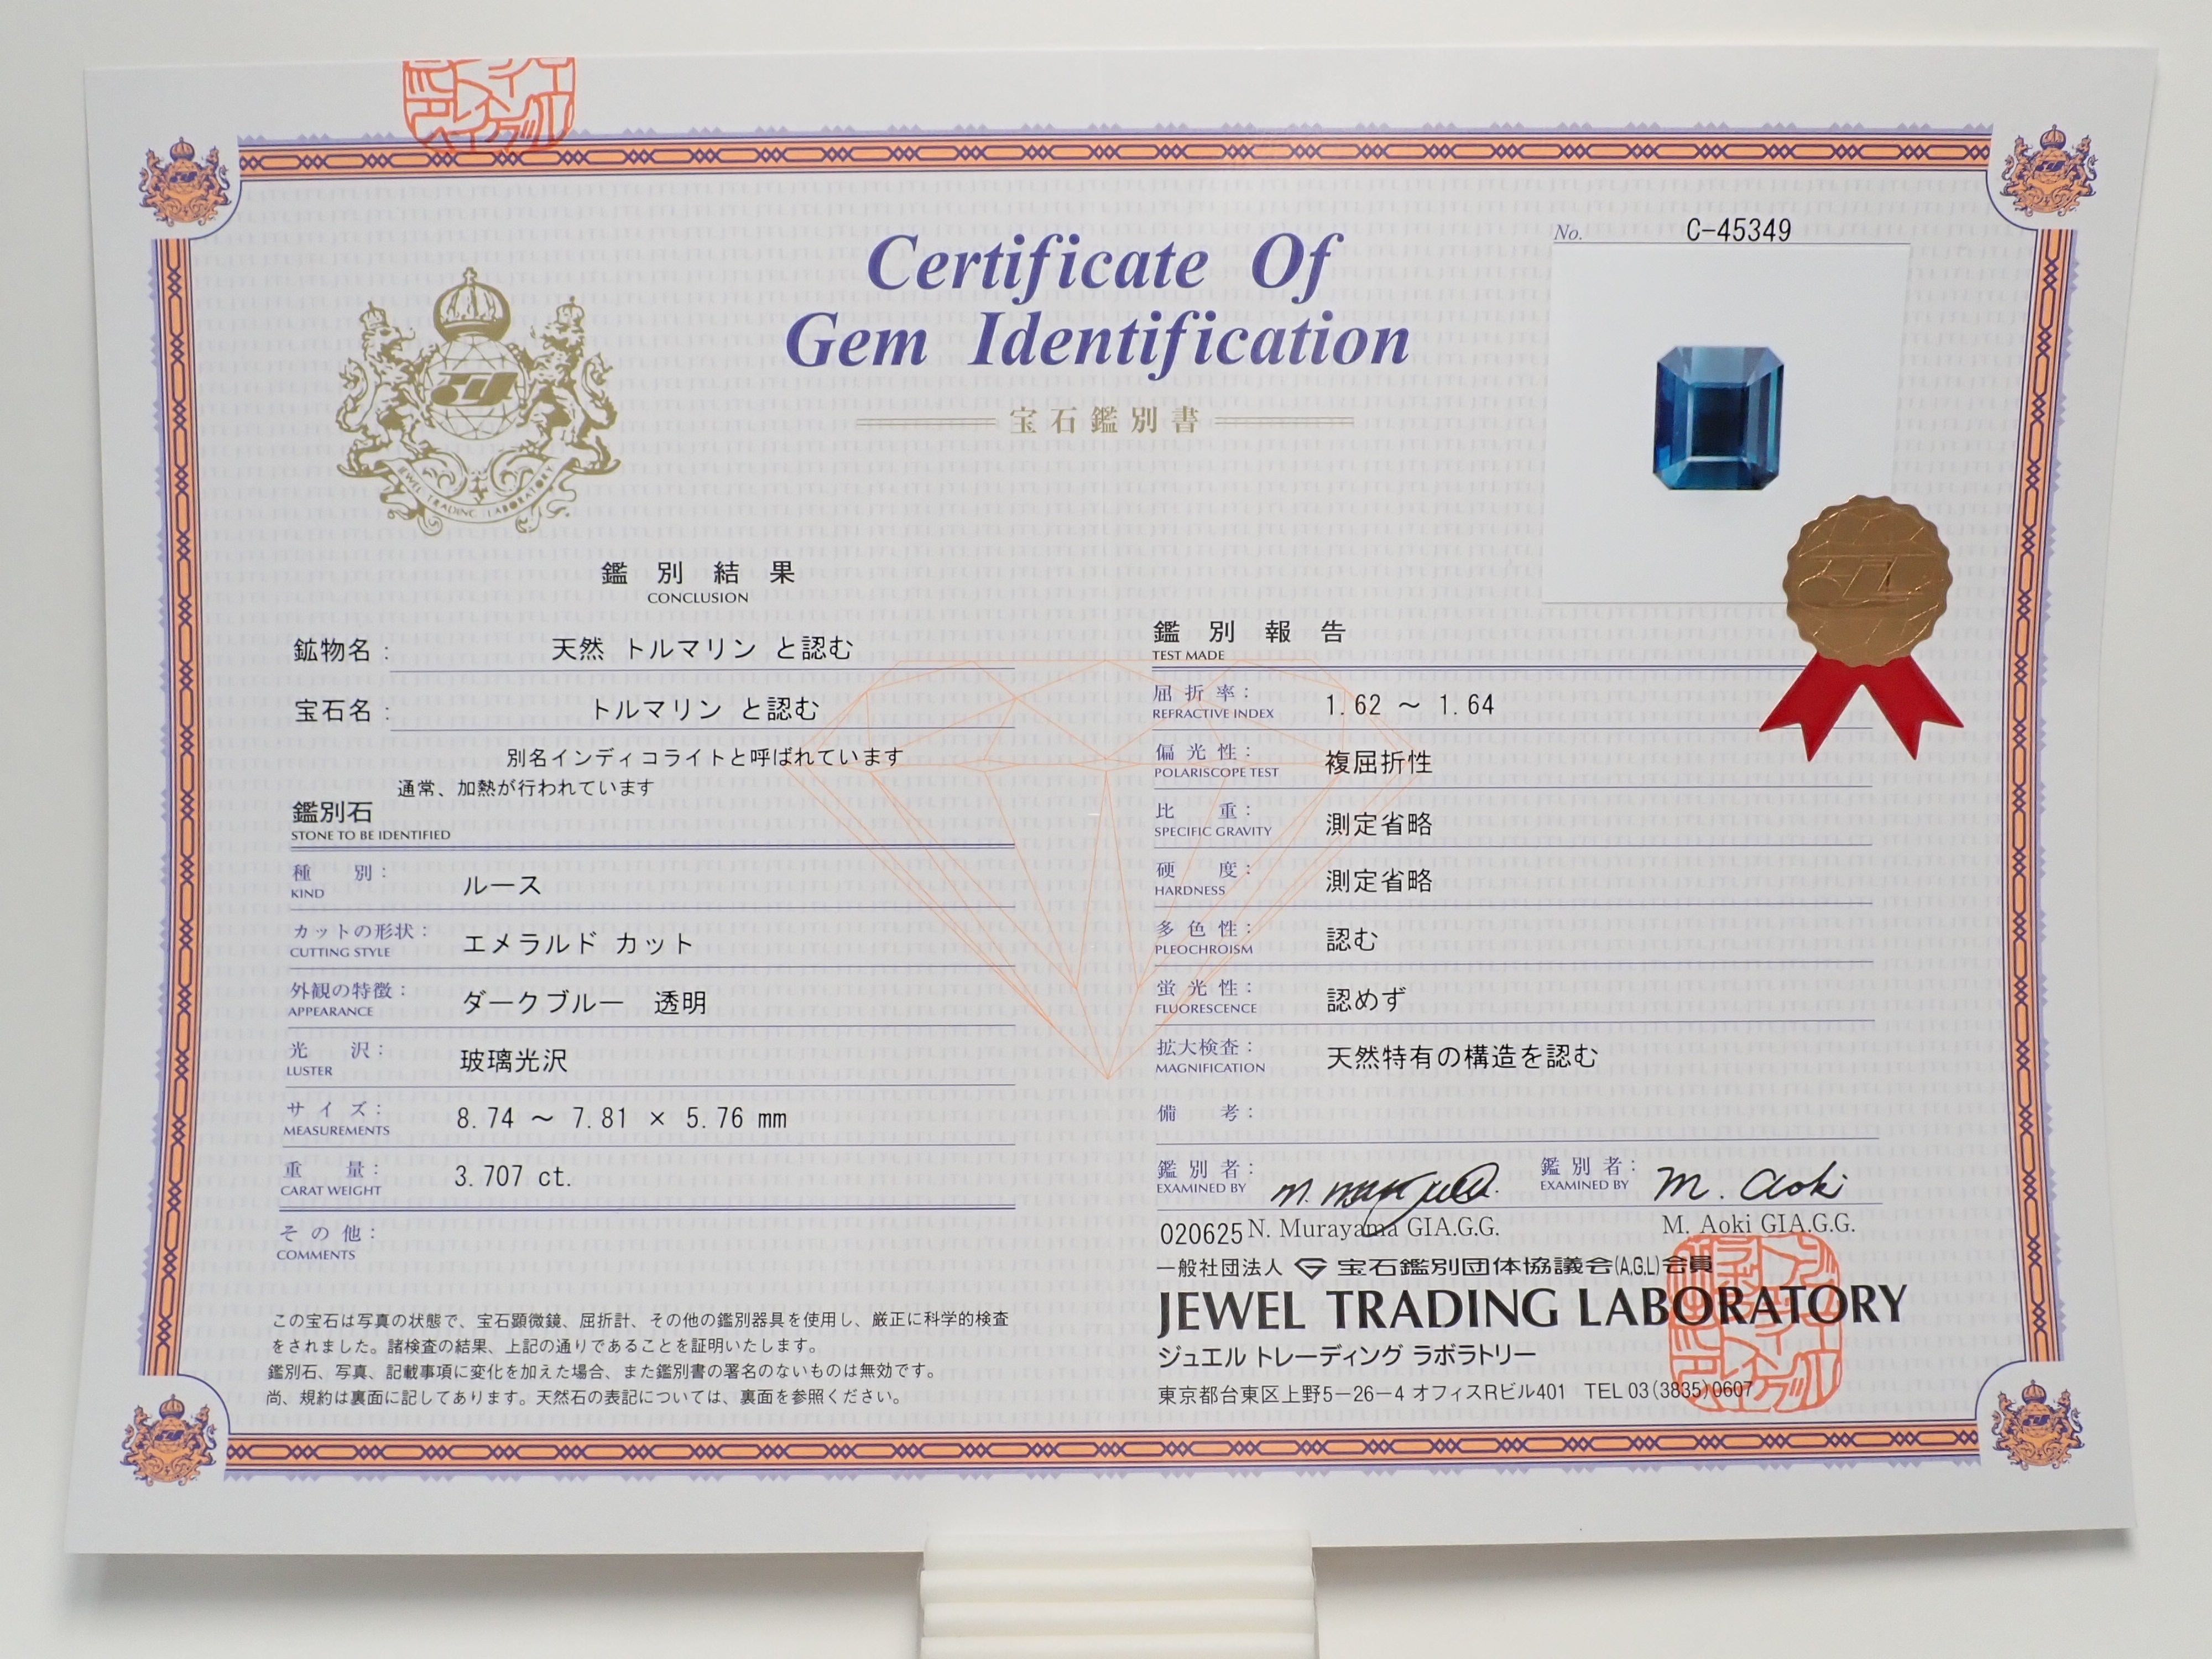 Certificate Of
Gem Identification
宝石鑑別書
No. C-45349
JEWEL TRADING LABORATORY
鑑別結果
CONCLUSION
鉱物名: 天然 トルマリン と認む
宝石名: トルマリン と認む
別名インディコライトと呼ばれています
通常、加熱が行われています
鑑別石
STONE TO BE IDENTIFIED
種別: ルース
KIND
カットの形状: エメラルド カット
CUTTING STYLE
外観の特徴: ダークブルー 透明
APPEARANCE
光沢: 玻璃光沢
LUSTER
サイズ: 8.74 ～ 7.81 × 5.76 mm
MEASUREMENTS
重量: 3.707 ct.
CARAT WEIGHT
その他:
COMMENTS
この宝石は写真の状態で、宝石顕微鏡、屈折計、その他の鑑別器具を使用し、厳正に科学的検査
をされました。諸検査の結果、上記の通りであることを証明いたします。
鑑別石、写真、記載事項に変化を加えた場合、また鑑別書の署名のないものは無効です。
尚、規約は裏面に記してあります。天然石の表記については、裏面を参照ください。
鑑別報告
TEST MADE
屈折率: 1.62 ～ 1.64
REFRACTIVE INDEX
偏光性: 複屈折性
POLARISCOPE TEST
比重: 測定省略
SPECIFIC GRAVITY
硬度: 測定省略
HARDNESS
多色性: 認む
PLEOCHROISM
蛍光性: 認めず
FLUORESCENCE
拡大検査: 天然特有の構造を認む
MAGNIFICATION
備考:
鑑別者: 鑑別者: M. Aoki
EXAMINED BY EXAMINED BY
020625 N. Murayama GIA.G.G. M. Aoki GIA.G.G.
一般社団法人 宝石鑑別団体協議会(A.G.L)会員
JEWEL TRADING LABORATORY
ジュエル トレーディング ラボラトリー
東京都台東区上野5-26-4 オフィスRビル401 TEL 03(3835)0607